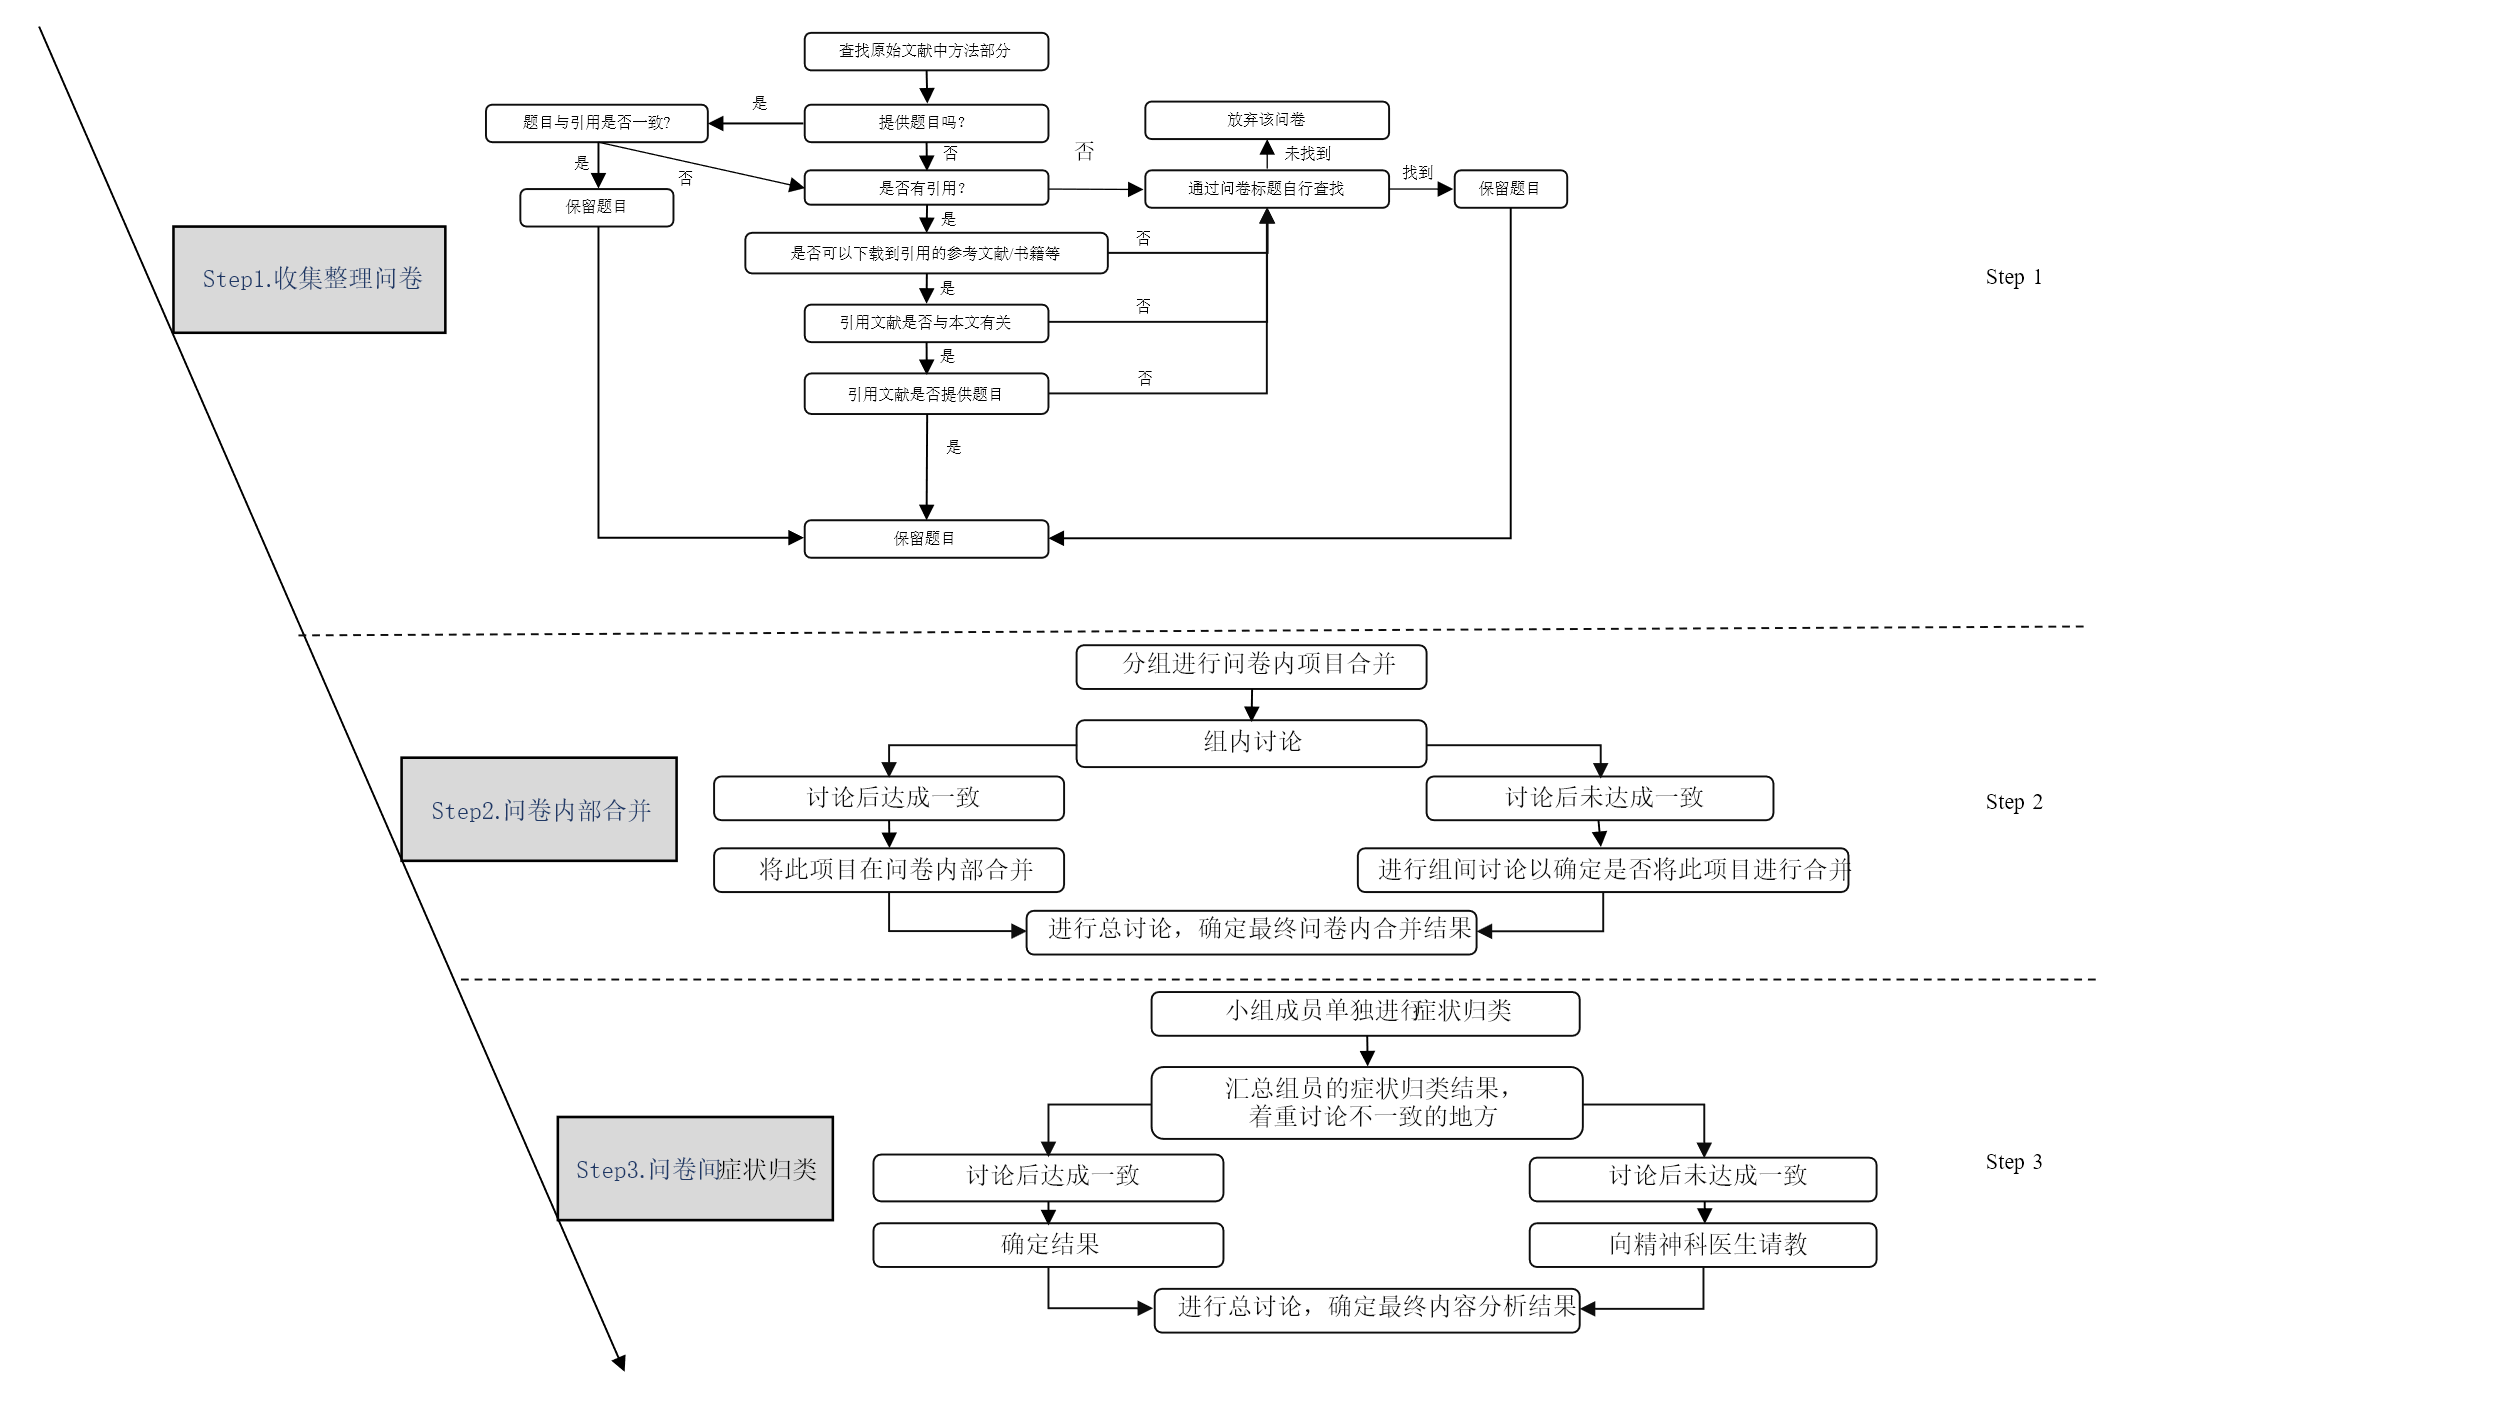 查找原始文献中方法部分
是
题目与引用是否一致?
提供题目吗?
放弃该问卷
否
否
未找到
是
否
是否有引用?
通过问卷标题自行查找
找到
保留题目
保留题目
是
是否可以下载到引用的参考文献/书籍等
否
Step1.收集整理问卷
Step 1
是
否
引用文献是否与本文有关
是
否
引用文献是否提供题目
是
保留题目
分组进行问卷内项目合并
组内讨论
讨论后达成一致
讨论后未达成一致
Step2.问卷内部合并
Step 2
将此项目在问卷内部合并
进行组间讨论以确定是否将此项目进行合并
进行总讨论，确定最终问卷内合并结果
小组成员单独进行症状归类
汇总组员的症状归类结果，
着重讨论不一致的地方
Step3.问卷间症状归类
讨论后达成一致
讨论后未达成一致
Step 3
确定结果
向精神科医生请教
进行总讨论，确定最终内容分析结果